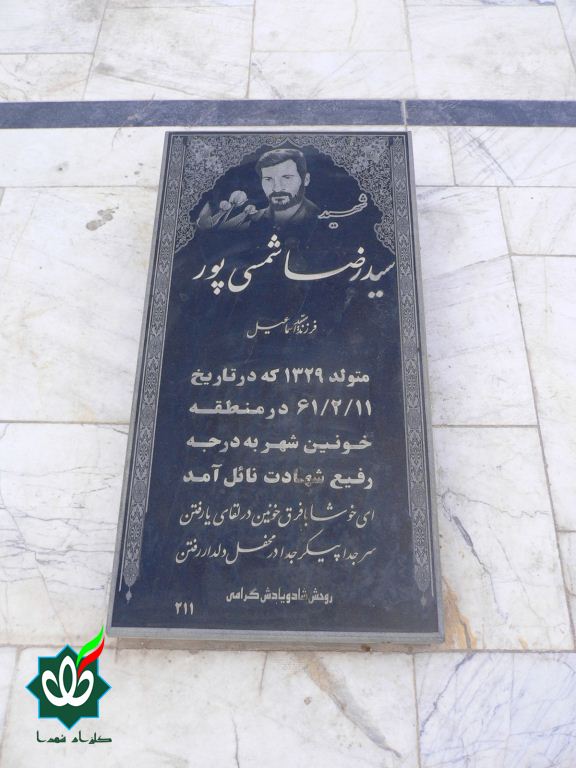 شهید
سیدرضا شمسی پور
فرزند سید اسماعیل
متولد ۱۳۲۹ که در تاریخ
۶۱/۲/۱۱ در منطقه
خونین شهر به درجه
رفیع شهادت نائل آمد
ای خوشا با فرق خونین در لقای یار رفتن
سر جدا پیکر جدا در محفل دلدار رفتن
روحش شاد و یادش گرامی
۲۱۱
گلزار شهدا